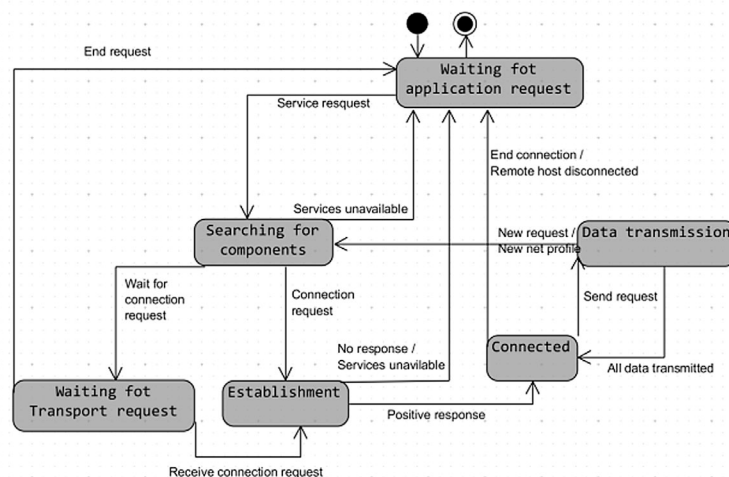 End request
Waiting fot
application request
Service resquest
End connection /
Remote host disconnected
Services unavailable
Searching for
components
New request /
New net profile
Data transmission
Wait for
connection
request
Connection
request
Send request
No response /
Services unavailable
Connected
All data transmitted
Waiting fot
Transport request
Establishment
Positive response
Receive connection request